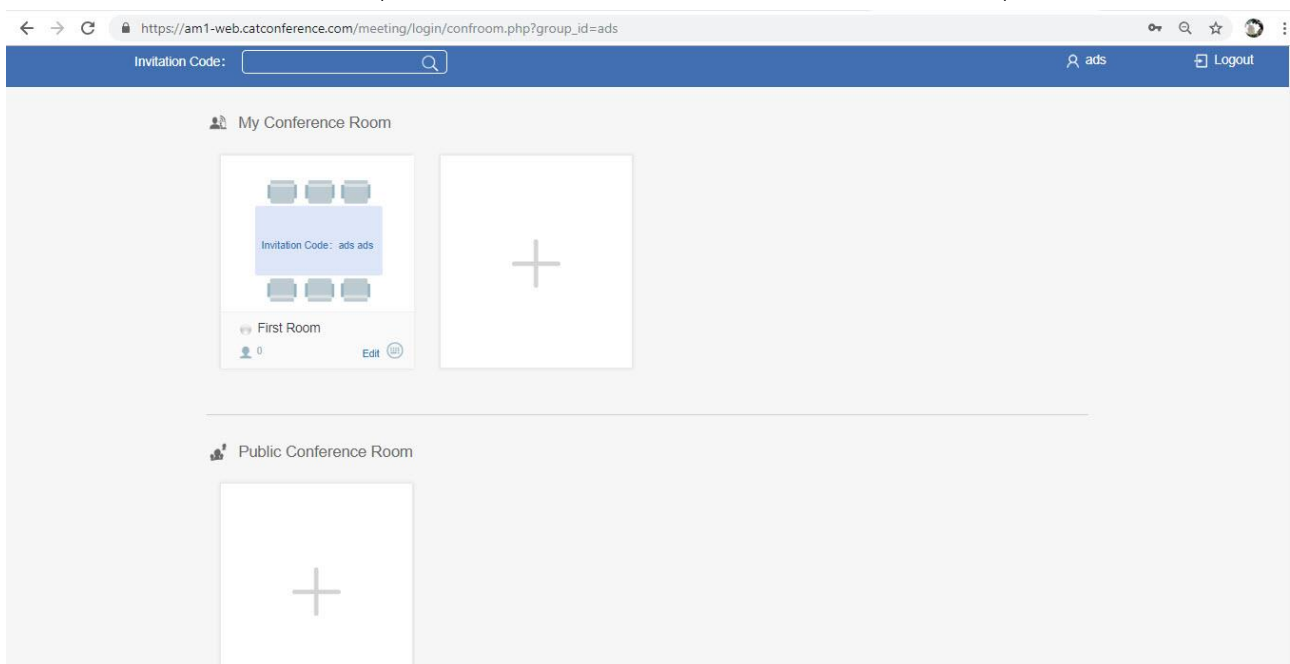 https://am1-web.catconference.com/meeting/login/confroom.php?group_id=ads
Invitation Code:
ads
Logout
My Conference Room
Invitation Code: ads ads
First Room
0
Edit
Public Conference Room